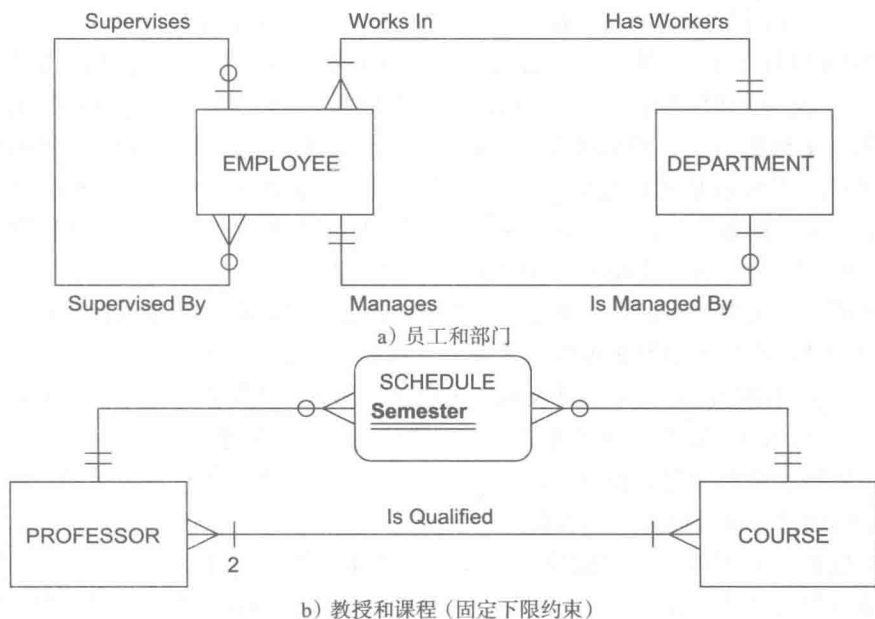 Supervises
Works In
Has Workers
EMPLOYEE
DEPARTMENT
Supervised By
Manages
Is Managed By
a）员工和部门
SCHEDULE
Semester
PROFESSOR
Is Qualified
COURSE
2
b）教授和课程（固定下限约束）